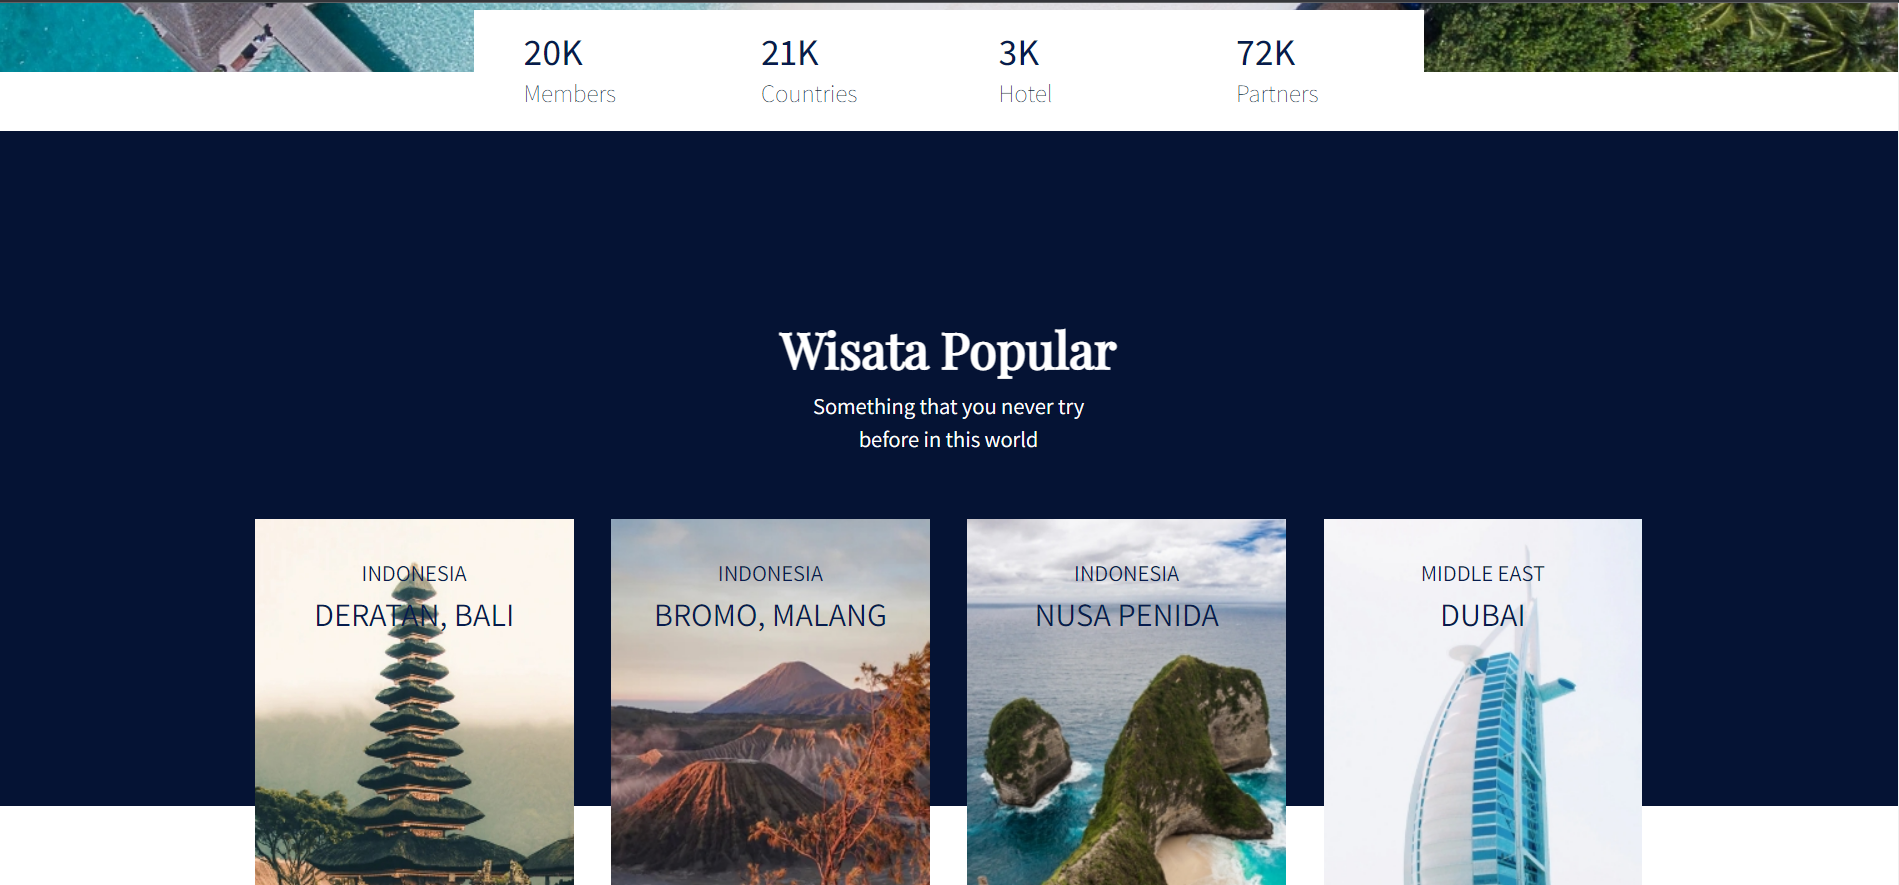 20K
Members
21K
Countries
3K
Hotel
72K
Partners
Wisata Popular
Something that you never try
before in this world
INDONESIA
DERATAN, BALI
INDONESIA
BROMO, MALANG
INDONESIA
NUSA PENIDA
MIDDLE EAST
DUBAI